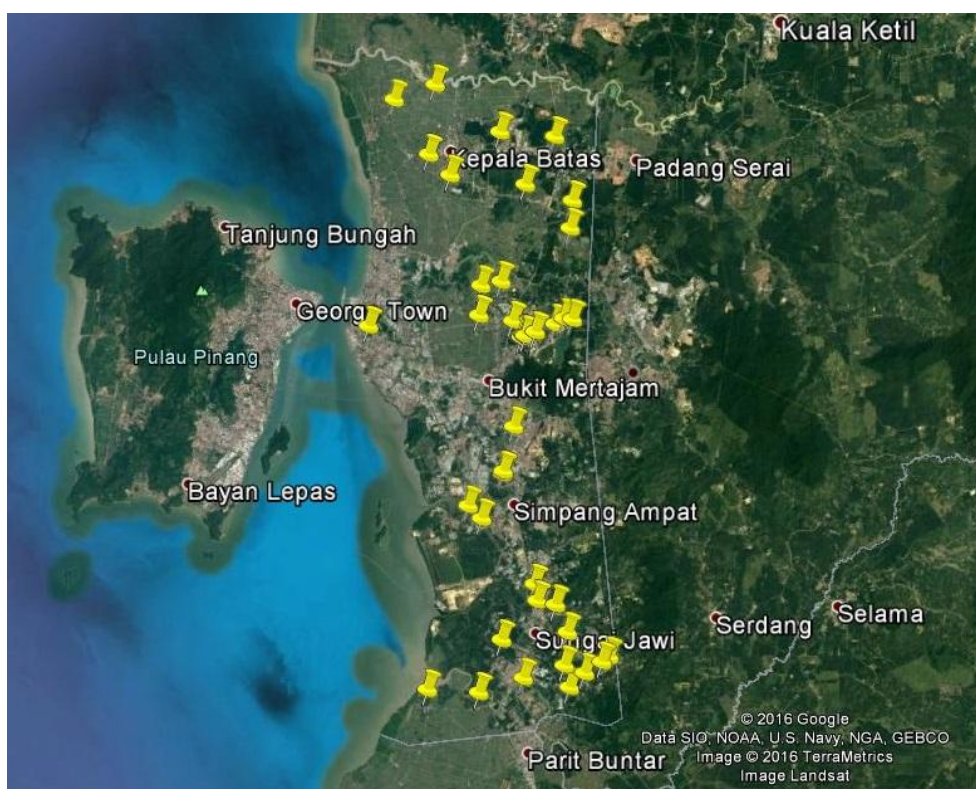 Kuala Ketil
Kepala Batas
Padang Serai
Tanjung Bungah
George Town
Pulau Pinang
Bukit Mertajam
Bayan Lepas
Simpang Ampat
Selama
Serdang
Sungai Jawi
© 2016 Google
Data SIO, NOAA, U.S. Navy, NGA, GEBCO
Image © 2016 TerraMetrics
Parit Buntar
Image Landsat